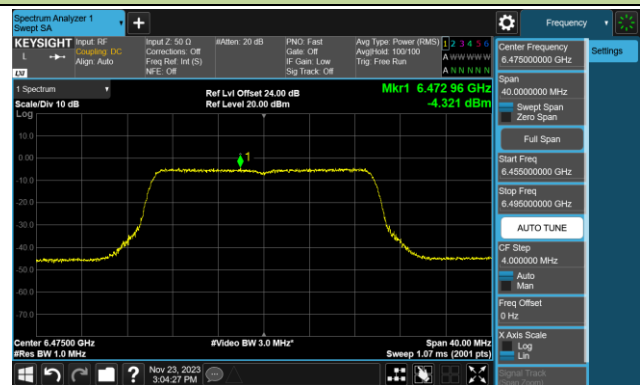 Spectrum Analyzer 1
Swept SA
+
Frequency
KEYSIGHT
L
LXI
Input: RF
Coupling: DC
Align: Auto
Input Z: 50 Ω
Corrections: Off
Freq Ref: Int (S)
NFE: Off
#Atten: 20 dB
PNO: Fast
Gate: Off
IF Gain: Low
Sig Track: Off
Avg Type: Power (RMS)
Avg|Hold: 100/100
Trig: Free Run
1 2 3 4 5 6
A W W W W W
A N N N N N
1 Spectrum
Scale/Div 10 dB
Log
Ref Lvl Offset 24.00 dB
Ref Level 20.00 dBm
Mkr1 6.472 96 GHz
-4.321 dBm
10.0
0.00
-10.0
-20.0
-30.0
-40.0
-50.0
-60.0
-70.0
1
Center 6.47500 GHz
#Res BW 1.0 MHz
#Video BW 3.0 MHz*
Span 40.00 MHz
Sweep 1.07 ms (2001 pts)
Nov 23, 2023
3:04:27 PM
Center Frequency
6.475000000 GHz
Span
40.0000000 MHz
Swept Span
Zero Span
Full Span
Start Freq
6.455000000 GHz
Stop Freq
6.495000000 GHz
AUTO TUNE
CF Step
4.000000 MHz
Auto
Man
Freq Offset
0 Hz
X Axis Scale
Log
Lin
Signal Track
(Span Zoom)
Settings